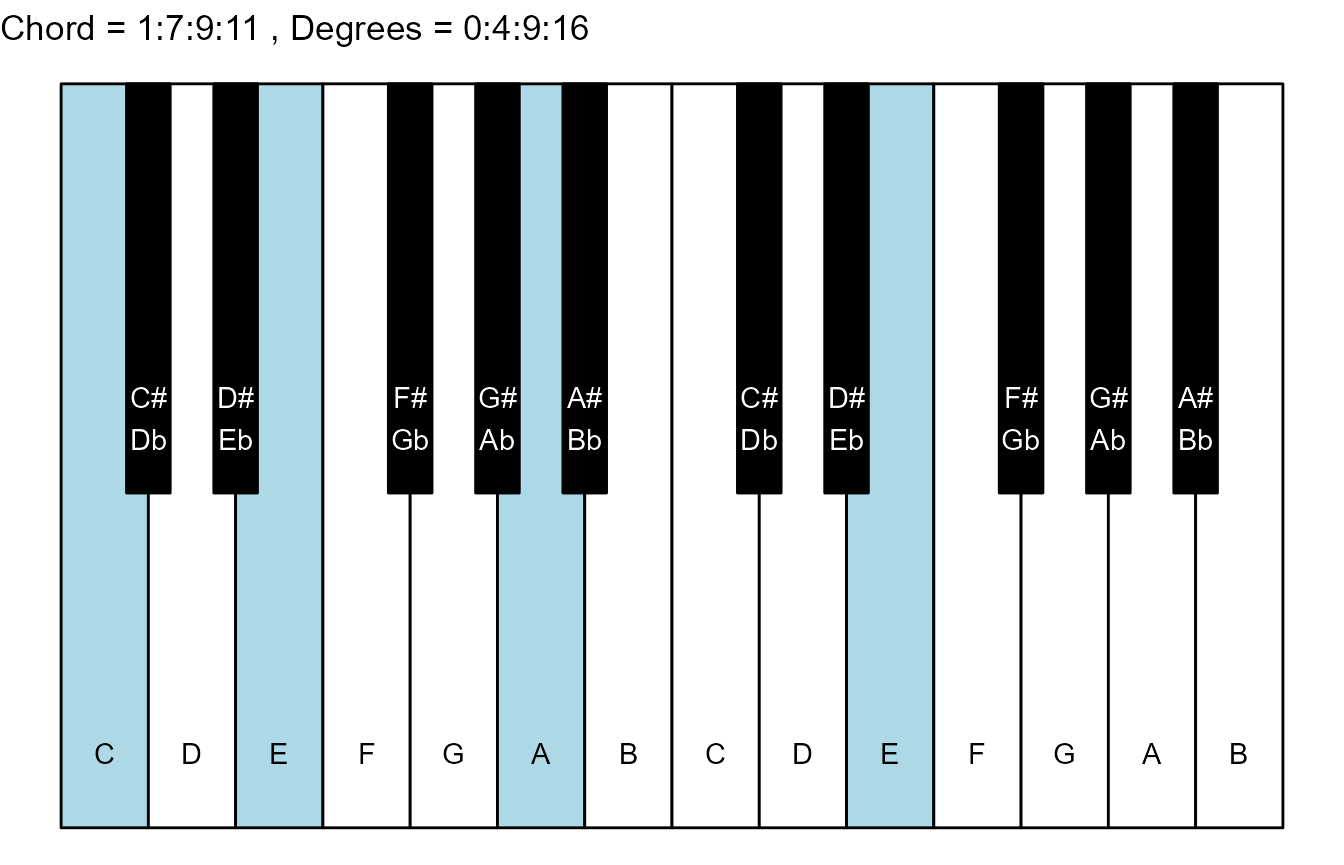 Chord = 1:7:9:11 , Degrees = 0:4:9:16
C# D# F# G# A# C# D# F# G# A#
Db Eb Gb Ab Bb Db Eb Gb Ab Bb
C D E F G A B C D E F G A B